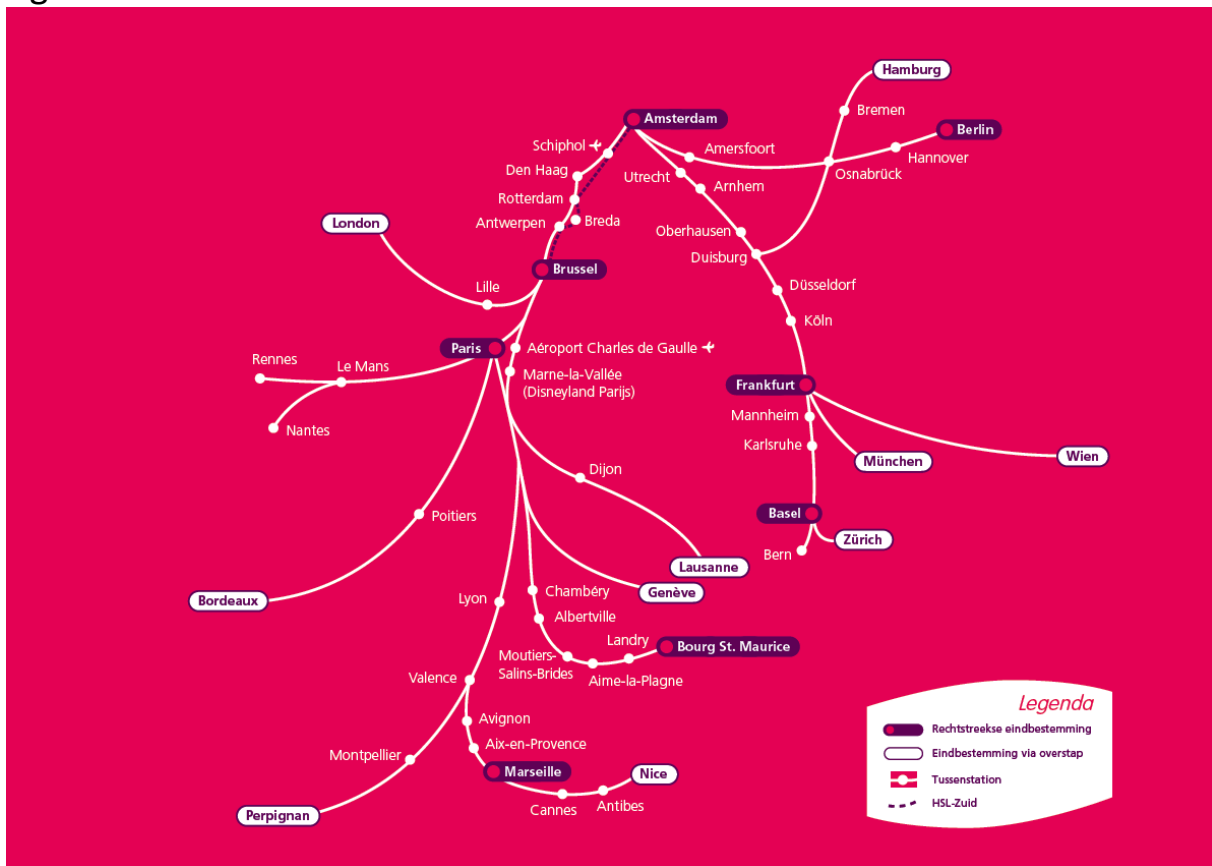 Hamburg
Bremen
Amsterdam
Berlin
Schiphol
Amersfoort
Hannover
Den Haag
Utrecht
Osnabrück
Arnhem
Rotterdam
London
Antwerpen
Breda
Oberhausen
Duisburg
Brussel
Lille
Düsseldorf
Köln
Paris
Aéroport Charles de Gaulle
Rennes
Le Mans
Marne-la-Vallée
(Disneyland Parijs)
Frankfurt
Mannheim
Nantes
Karlsruhe
München
Wien
Dijon
Poitiers
Basel
Zürich
Bern
Lausanne
Genève
Chambéry
Bordeaux
Lyon
Albertville
Landry
Bourg St. Maurice
Moutiers-
Salins-Brides
Aime-la-Plagne
Valence
Avignon
Aix-en-Provence
Montpellier
Marseille
Nice
Cannes
Antibes
Perpignan
Legenda
Rechtstreekse eindbestemming
Eindbestemming via overstap
Tussenstation
HSL-Zuid